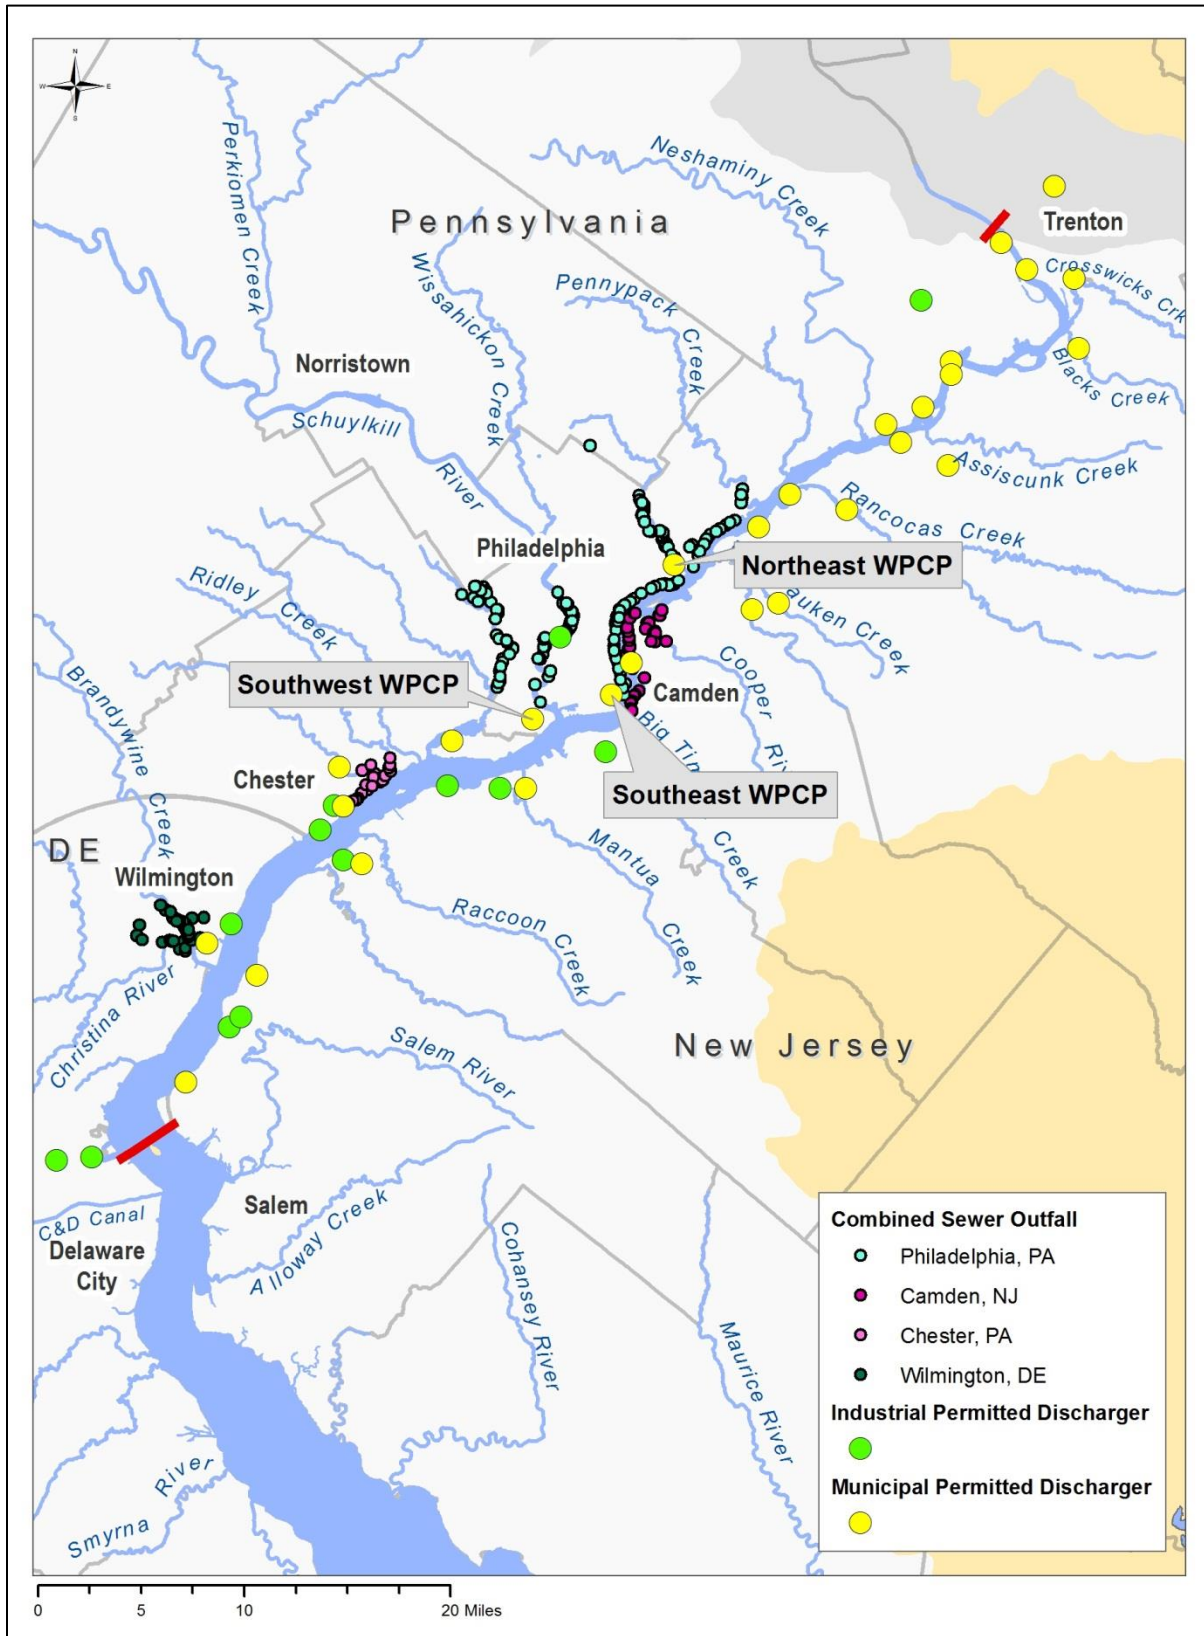 N
W
E
S
Perkiomen Creek
Neshaminy Creek
Pennsylvania
Trenton
Wissahickon Creek
Crosswicks Crk
Pennypack Creek
Norristown
Blacks Creek
Schuylkill River
Assiscunk Creek
Rancocas Creek
Philadelphia
Northeast WPCP
Ridley Creek
auken Creek
Southwest WPCP
Camden
Cooper Riv
Brandywine Creek
Big Tim
Creek
Chester
Southeast WPCP
DE
Mantua Creek
Wilmington
Raccoon Creek
Christina River
Salem River
New Jersey
C&D Canal
Salem
Alloway Creek
Delaware
City
Cohansey River
Maurice River
Smyrna River
Combined Sewer Outfall
Philadelphia, PA
Camden, NJ
Chester, PA
Wilmington, DE
Industrial Permitted Discharger
Municipal Permitted Discharger
0 5 10 20 Miles